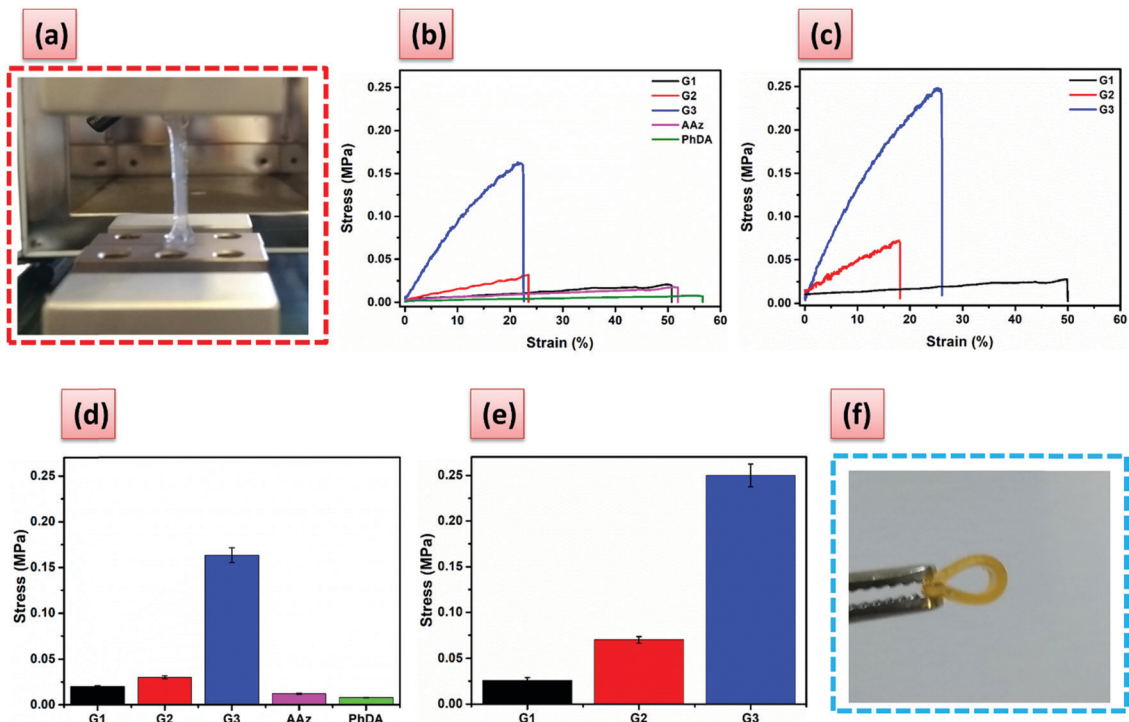 (a)
(b)
G1
G2
G3
AAz
PhDA
Stress (MPa)
0.25
0.20
0.15
0.10
0.05
0.00
0 10 20 30 40 50 60
Strain (%)
(c)
G1
G2
G3
Stress (MPa)
0.25
0.20
0.15
0.10
0.05
0.00
0 10 20 30 40 50 60
Strain (%)
(d)
Stress (MPa)
0.25
0.20
0.15
0.10
0.05
0.00
G1 G2 G3 AAz PhDA
(e)
Stress (MPa)
0.25
0.20
0.15
0.10
0.05
0.00
G1 G2 G3
(f)